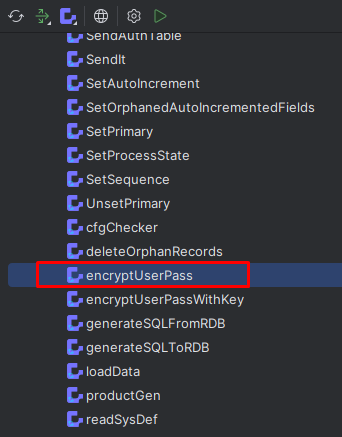 SendAuthTable
SendIt
SetAutoIncrement
SetOrphanedAutoIncrementedFields
SetPrimary
SetProcessState
SetSequence
UnsetPrimary
cfgChecker
deleteOrphanRecords
encryptUserPass
encryptUserPassWithKey
generateSQLFromRDB
generateSQLToRDB
loadData
productGen
readSysDef